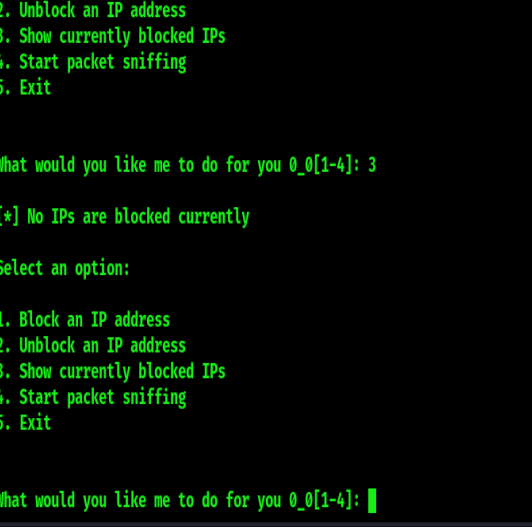 2. Unblock an IP address
3. Show currently blocked IPs
4. Start packet sniffing
5. Exit
What would you like me to do for you 0_0[1-4]: 3
[*] No IPs are blocked currently
Select an option:
1. Block an IP address
2. Unblock an IP address
3. Show currently blocked IPs
4. Start packet sniffing
5. Exit
What would you like me to do for you 0_0[1-4]: